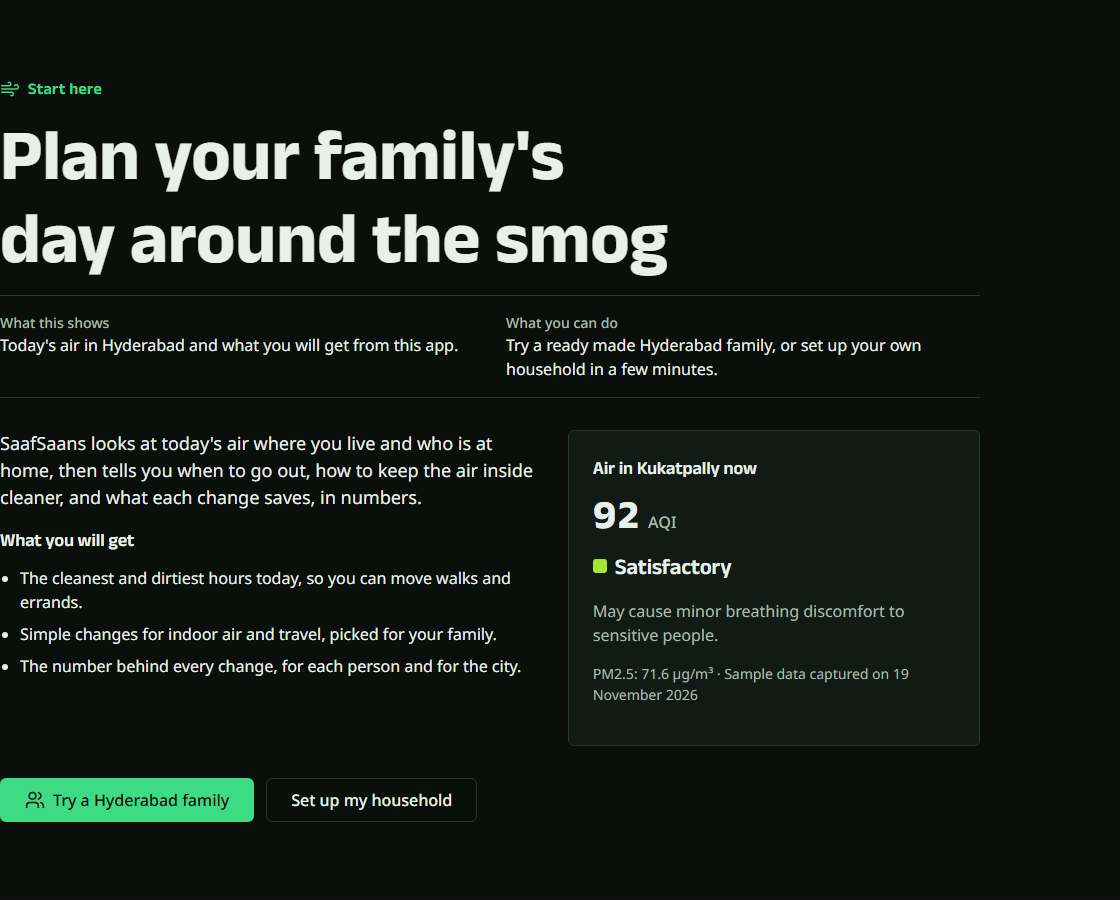 Start here
Plan your family's
day around the smog
What this shows
Today's air in Hyderabad and what you will get from this app.
What you can do
Try a ready made Hyderabad family, or set up your own
household in a few minutes.
SaafSaans looks at today's air where you live and who is at
home, then tells you when to go out, how to keep the air inside
cleaner, and what each change saves, in numbers.
What you will get
• The cleanest and dirtiest hours today, so you can move walks and
errands.
• Simple changes for indoor air and travel, picked for your family.
• The number behind every change, for each person and for the city.
Air in Kukatpally now
92 AQI
Satisfactory
May cause minor breathing discomfort to
sensitive people.
PM2.5: 71.6 µg/m³ · Sample data captured on 19
November 2026
Try a Hyderabad family
Set up my household